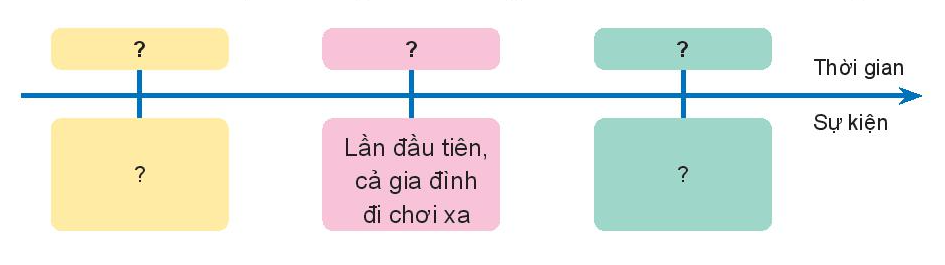 ?
?
?
Thời gian
Sự kiện
?
Lần đầu tiên,
cả gia đình
đi chơi xa
?